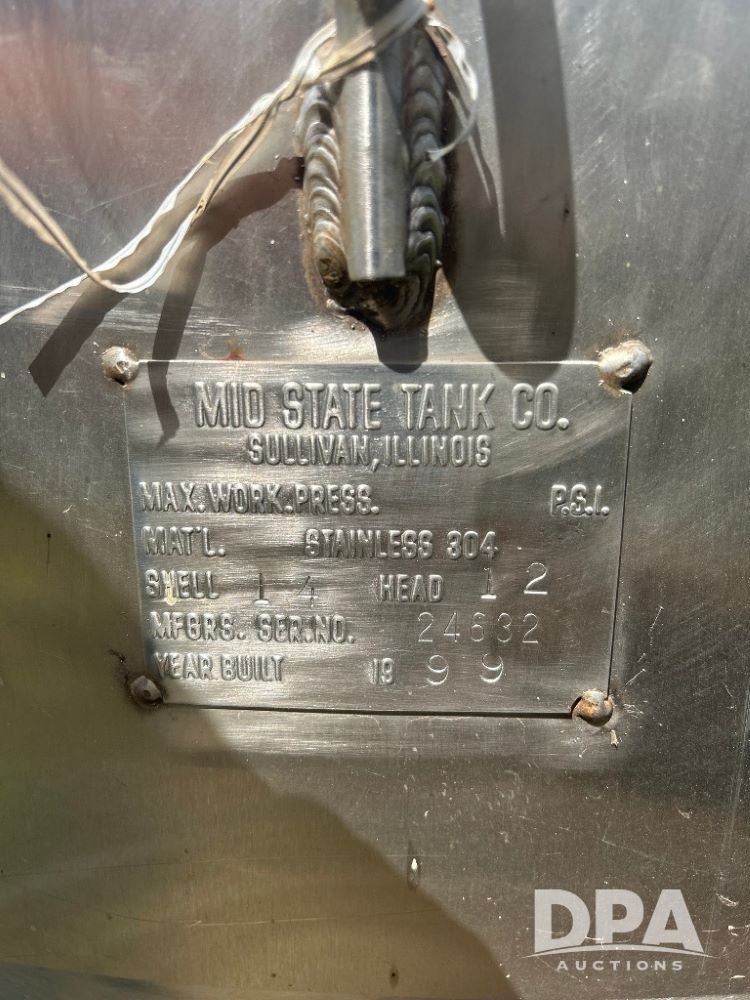 MID STATE TANK CO.
SULLIVAN, ILLINOIS
MAX. WORK. PRESS. P.S.I.
MAT'L. STAINLESS 304
SHELL 14 HEAD 12
MFGRS. SER. NO. 24632
YEAR BUILT 1999
DPA
AUCTIONS